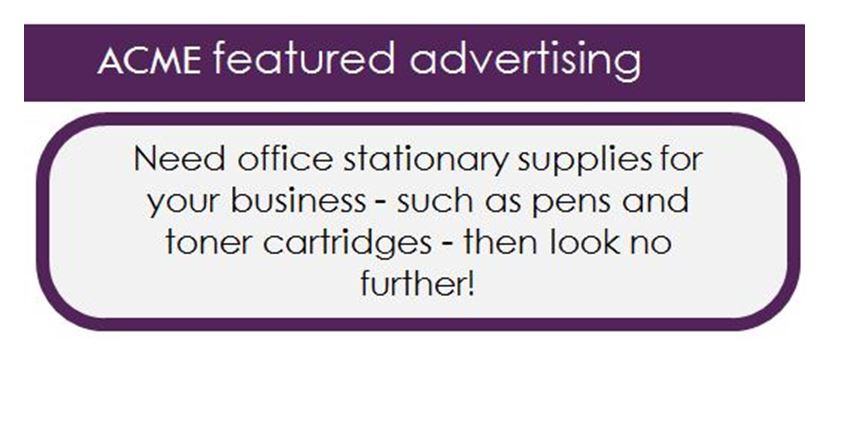 ACME featured advertising
Need office stationary supplies for
your business - such as pens and
toner cartridges - then look no
further!